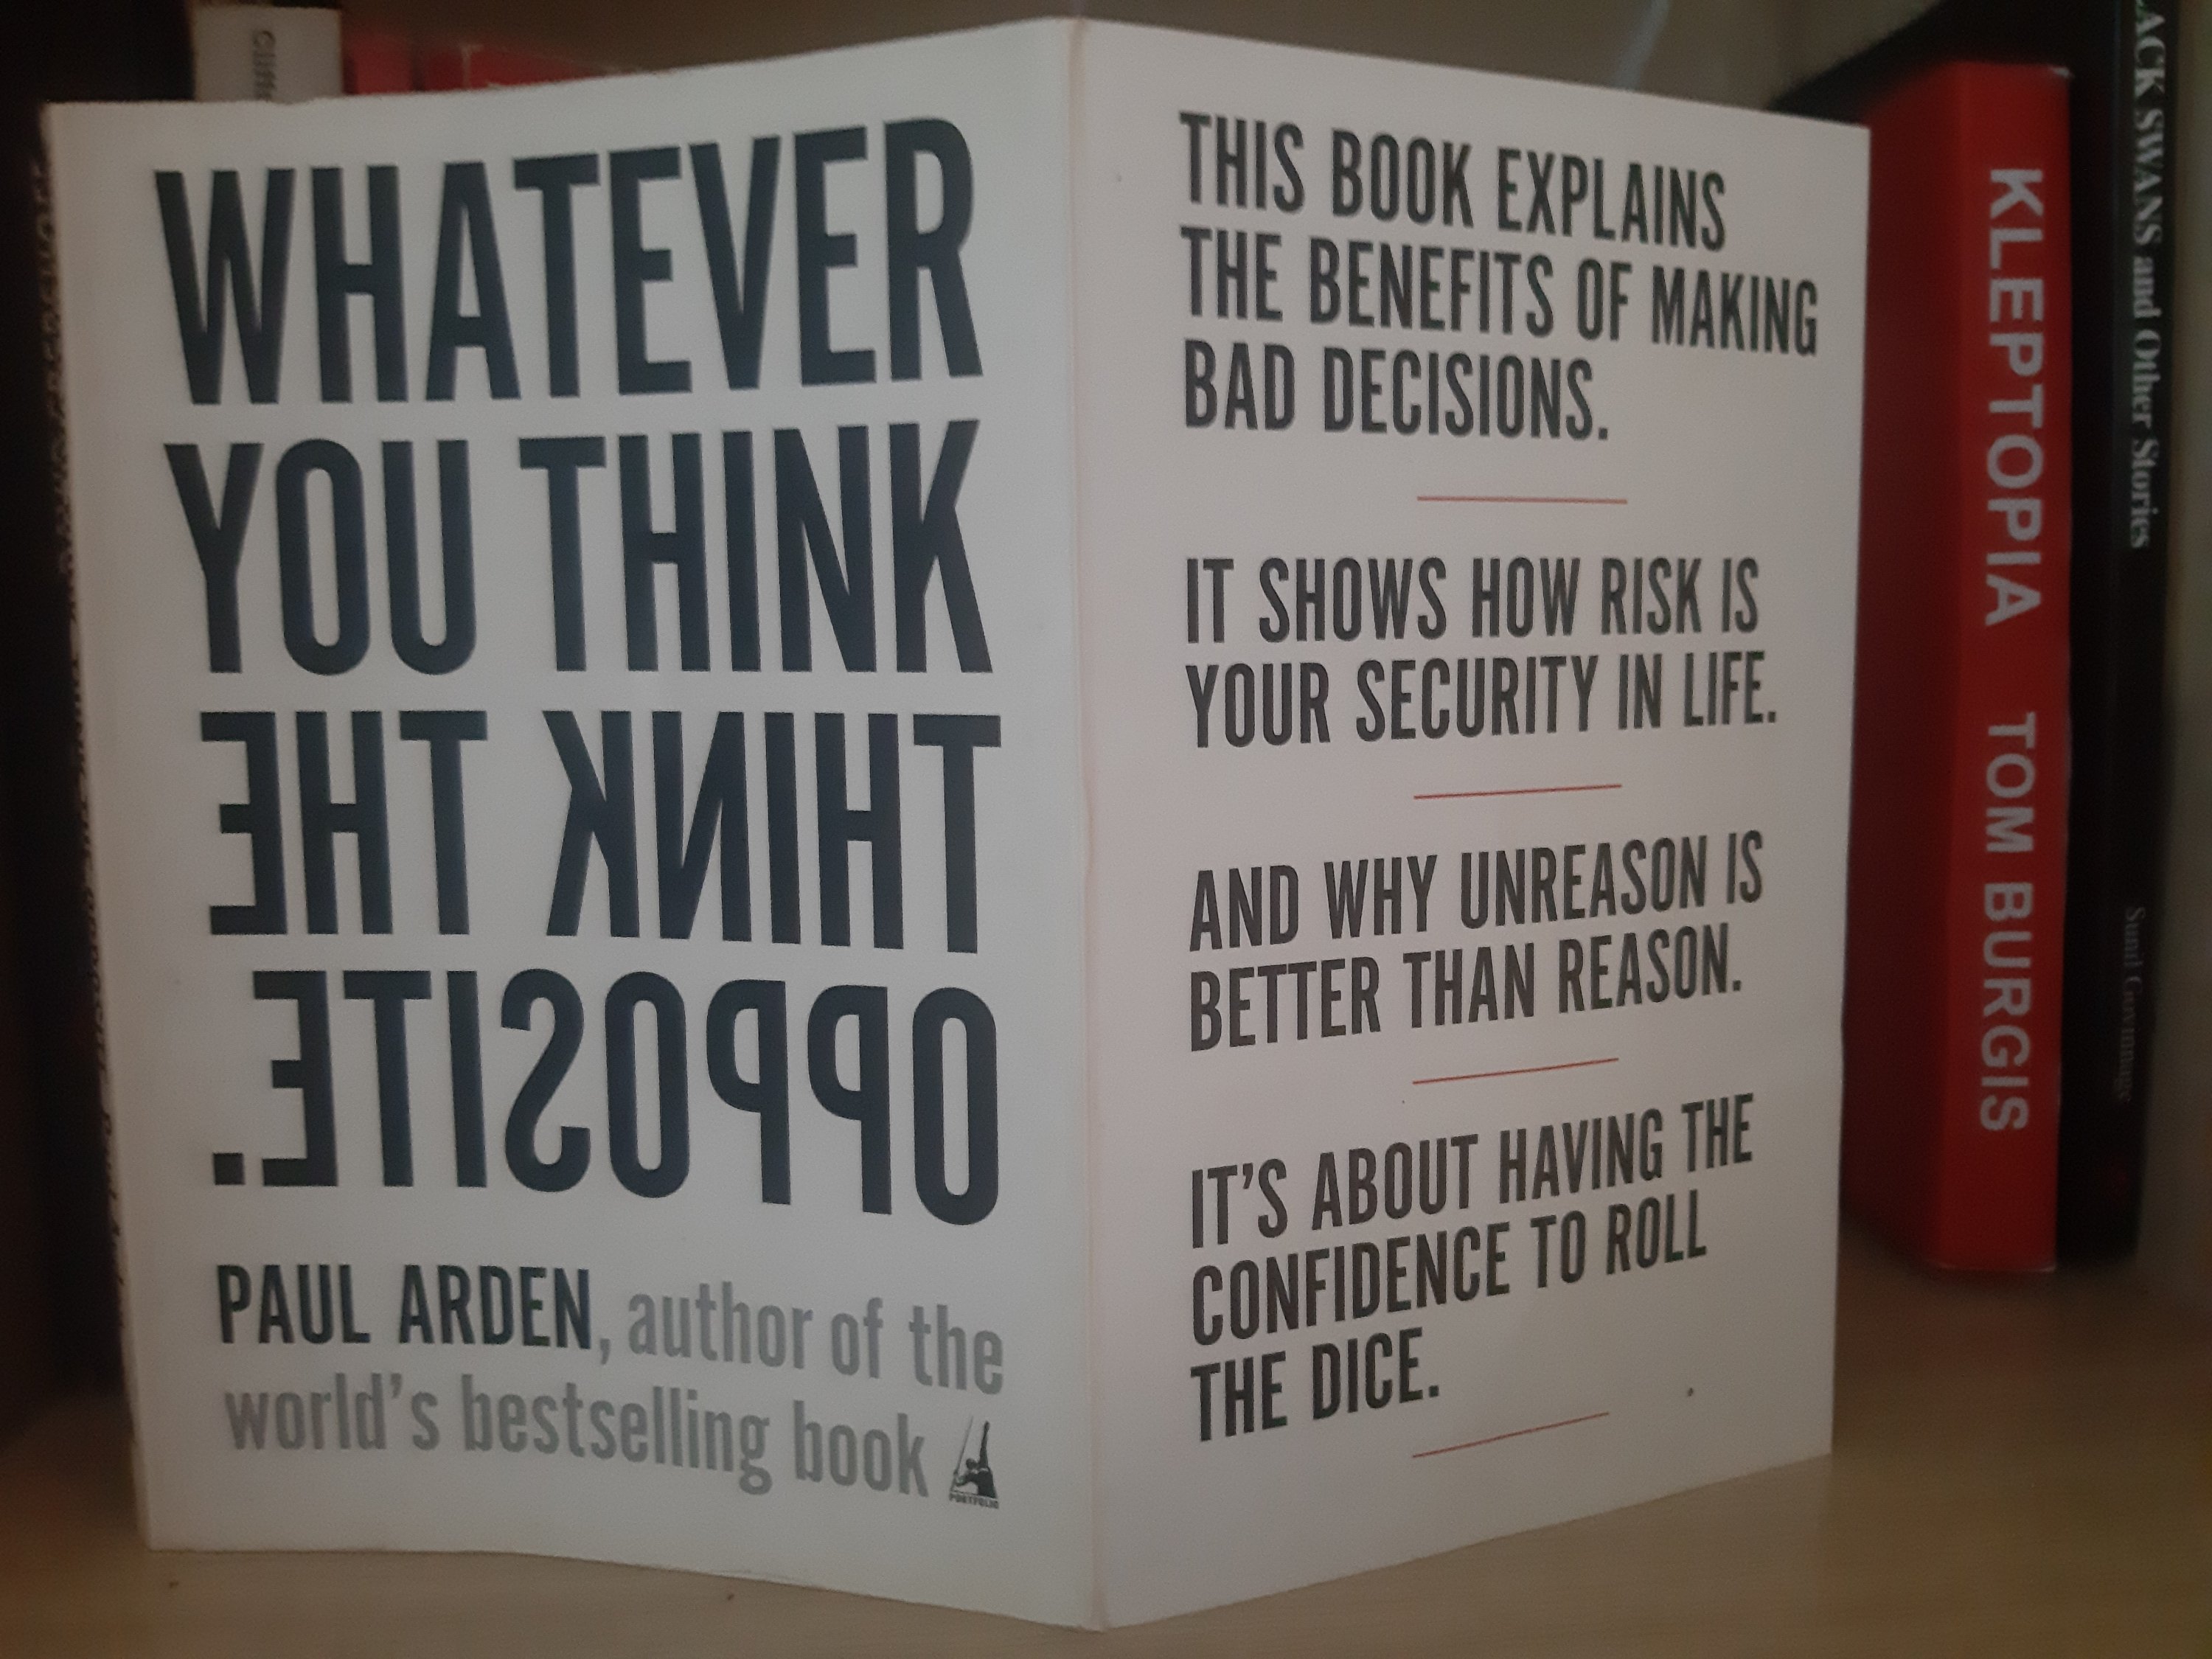 WHATEVER
YOU THINK
THINK THE
OPPOSITE.
PAUL ARDEN, author of the
world's bestselling book
PORTFOLIO
THIS BOOK EXPLAINS
THE BENEFITS OF MAKING
BAD DECISIONS.
IT SHOWS HOW RISK IS
YOUR SECURITY IN LIFE.
AND WHY UNREASON IS
BETTER THAN REASON.
IT'S ABOUT HAVING THE
CONFIDENCE TO ROLL
THE DICE.
KLEPTOPIA TOM BURGIS
SWANS and Other Stories